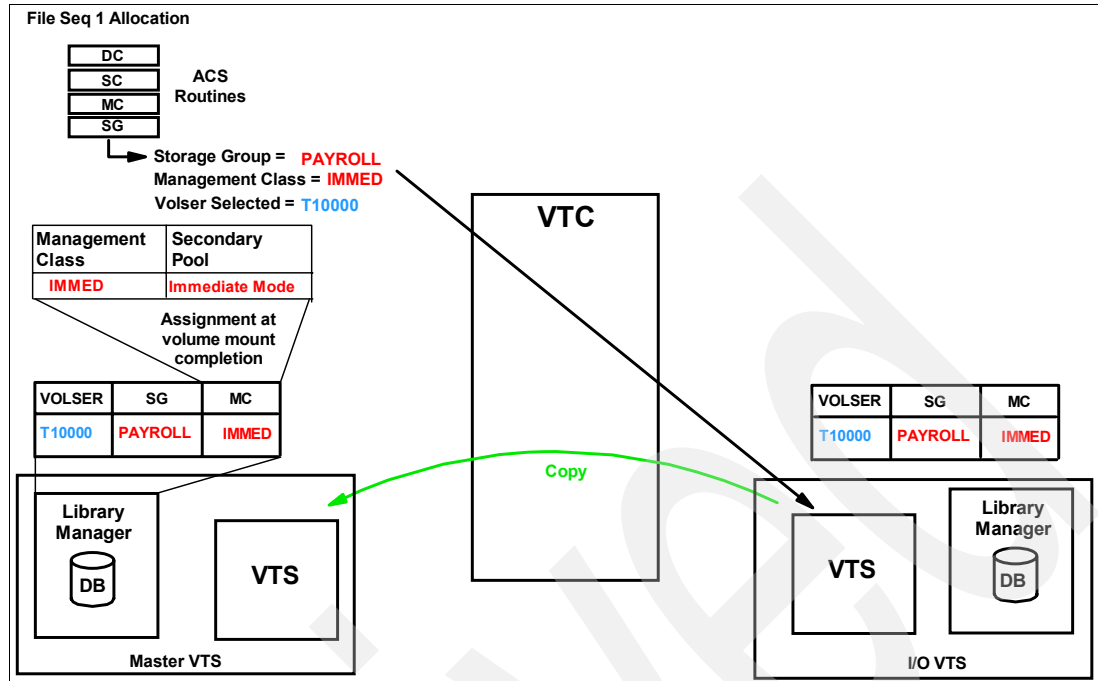 File Seq 1 Allocation
DC
SC
MC
SG
ACS
Routines
Storage Group = PAYROLL
Management Class = IMMED
Volser Selected = T10000
VTC
Management Class
Secondary Pool
IMMED
Immediate Mode
Assignment at
volume mount
completion
VOLSER SG MC
T10000 PAYROLL IMMED
VOLSER SG MC
T10000 PAYROLL IMMED
Copy
Library
Manager
DB
VTS
Master VTS
VTS
Library
Manager
DB
I/O VTS